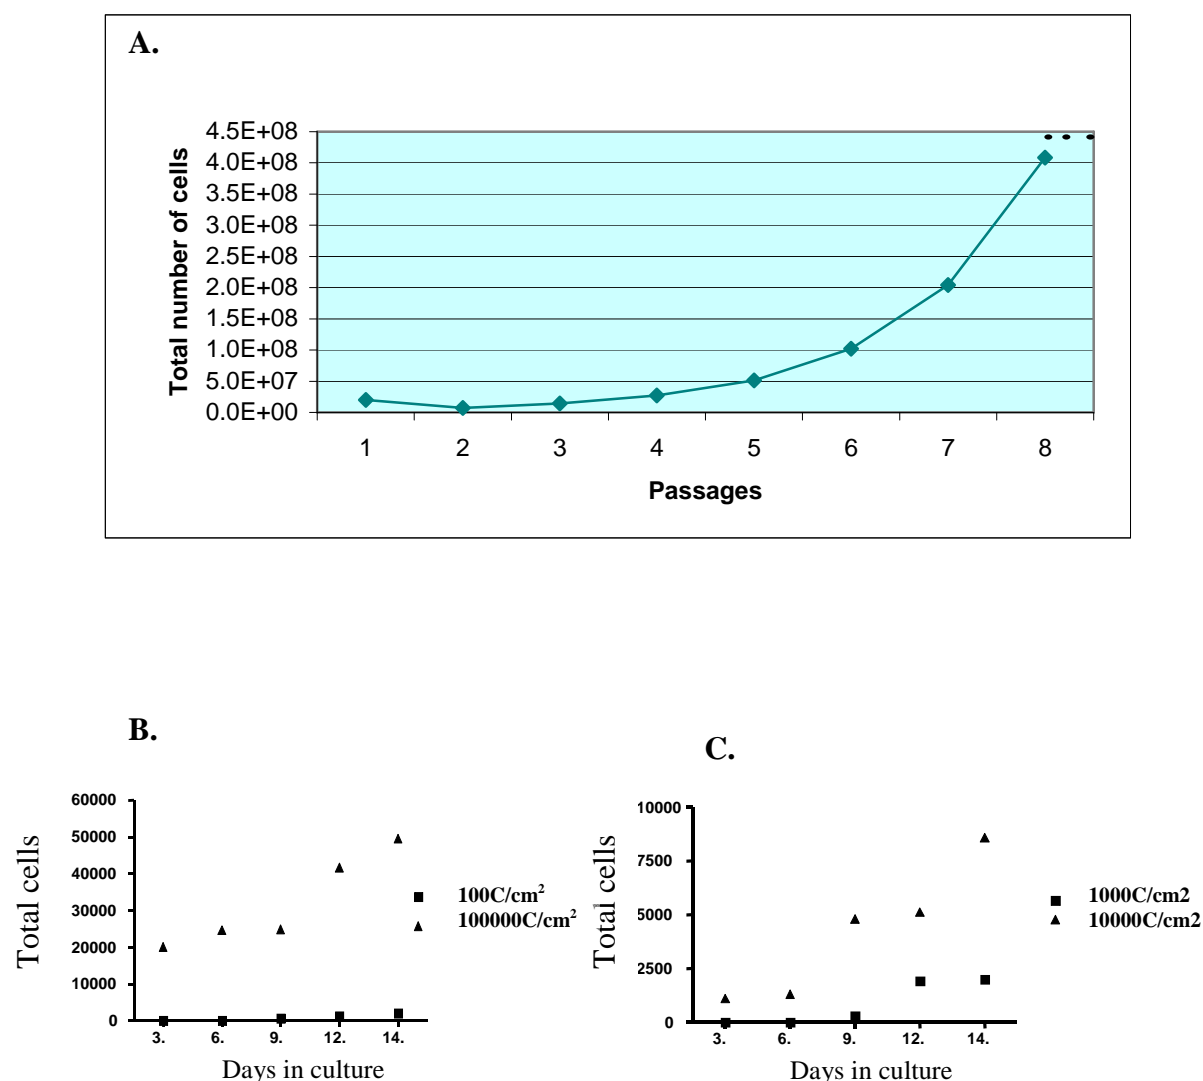 A.
4.5E+08
4.0E+08
3.5E+08
3.0E+08
2.5E+08
2.0E+08
1.5E+08
1.0E+08
5.0E+07
0.0E+00
Total number of cells
1 2 3 4 5 6 7 8
Passages
B.
60000
50000
40000
30000
20000
10000
0
Total cells
3. 6. 9. 12. 14.
Days in culture
100C/cm²
100000C/cm²
C.
10000
7500
5000
2500
0
Total cells
3. 6. 9. 12. 14.
Days in culture
1000C/cm2
10000C/cm2